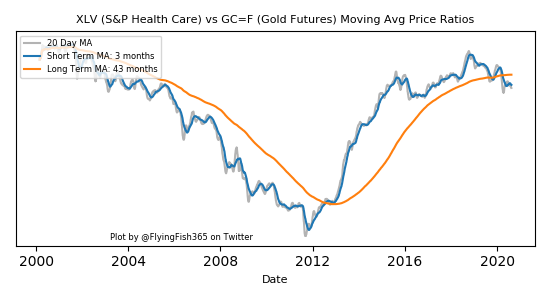 XLV (S&P Health Care) vs GC=F (Gold Futures) Moving Avg Price Ratios
20 Day MA
Short Term MA: 3 months
Long Term MA: 43 months
Plot by @FlyingFish365 on Twitter
2000 2004 2008 2012 2016 2020
Date